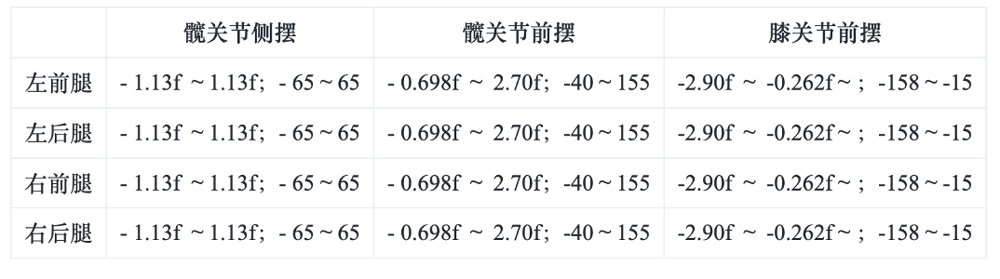 髋关节侧摆 髋关节前摆 膝关节前摆
左前腿 - 1.13f ~ 1.13f; - 65 ~ 65 - 0.698f ~ 2.70f; -40 ~ 155 -2.90f ~ -0.262f~ ; -158 ~ -15
左后腿 - 1.13f ~ 1.13f; - 65 ~ 65 - 0.698f ~ 2.70f; -40 ~ 155 -2.90f ~ -0.262f~ ; -158 ~ -15
右前腿 - 1.13f ~ 1.13f; - 65 ~ 65 - 0.698f ~ 2.70f; -40 ~ 155 -2.90f ~ -0.262f~ ; -158 ~ -15
右后腿 - 1.13f ~ 1.13f; - 65 ~ 65 - 0.698f ~ 2.70f; -40 ~ 155 -2.90f ~ -0.262f~ ; -158 ~ -15